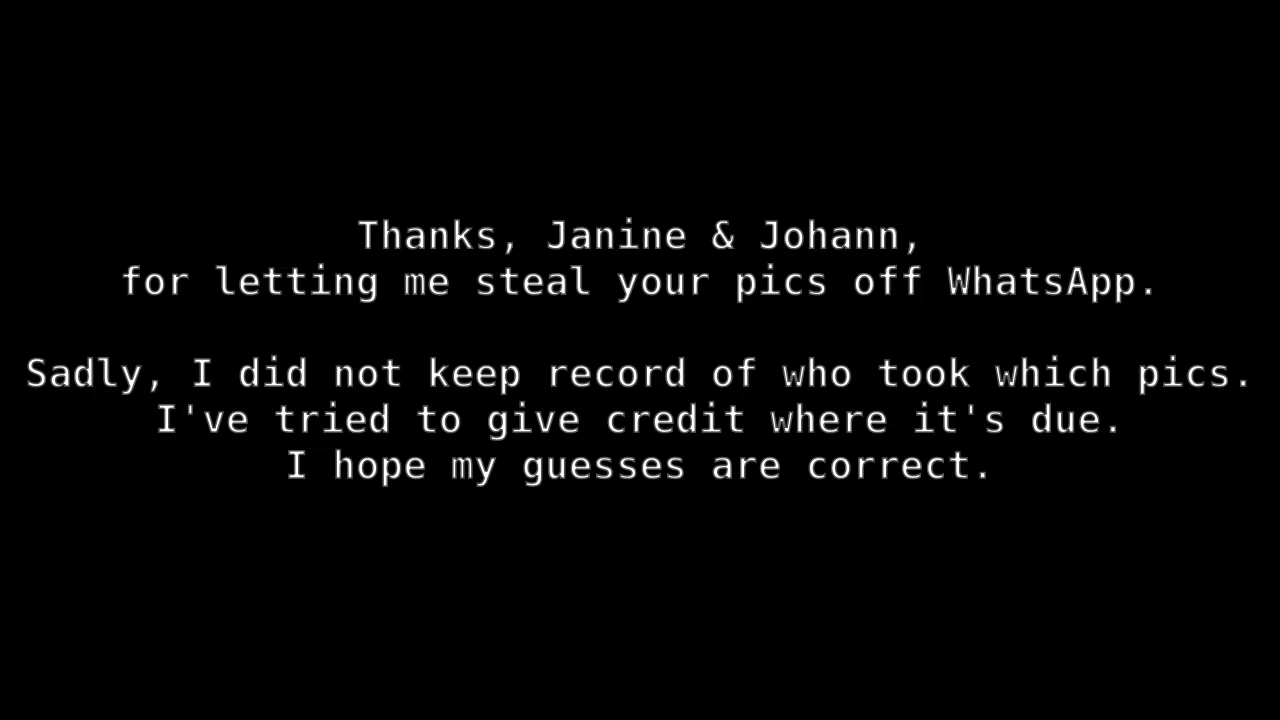 Thanks, Janine & Johann,
for letting me steal your pics off WhatsApp.
Sadly, I did not keep record of who took which pics.
I've tried to give credit where it's due.
I hope my guesses are correct.